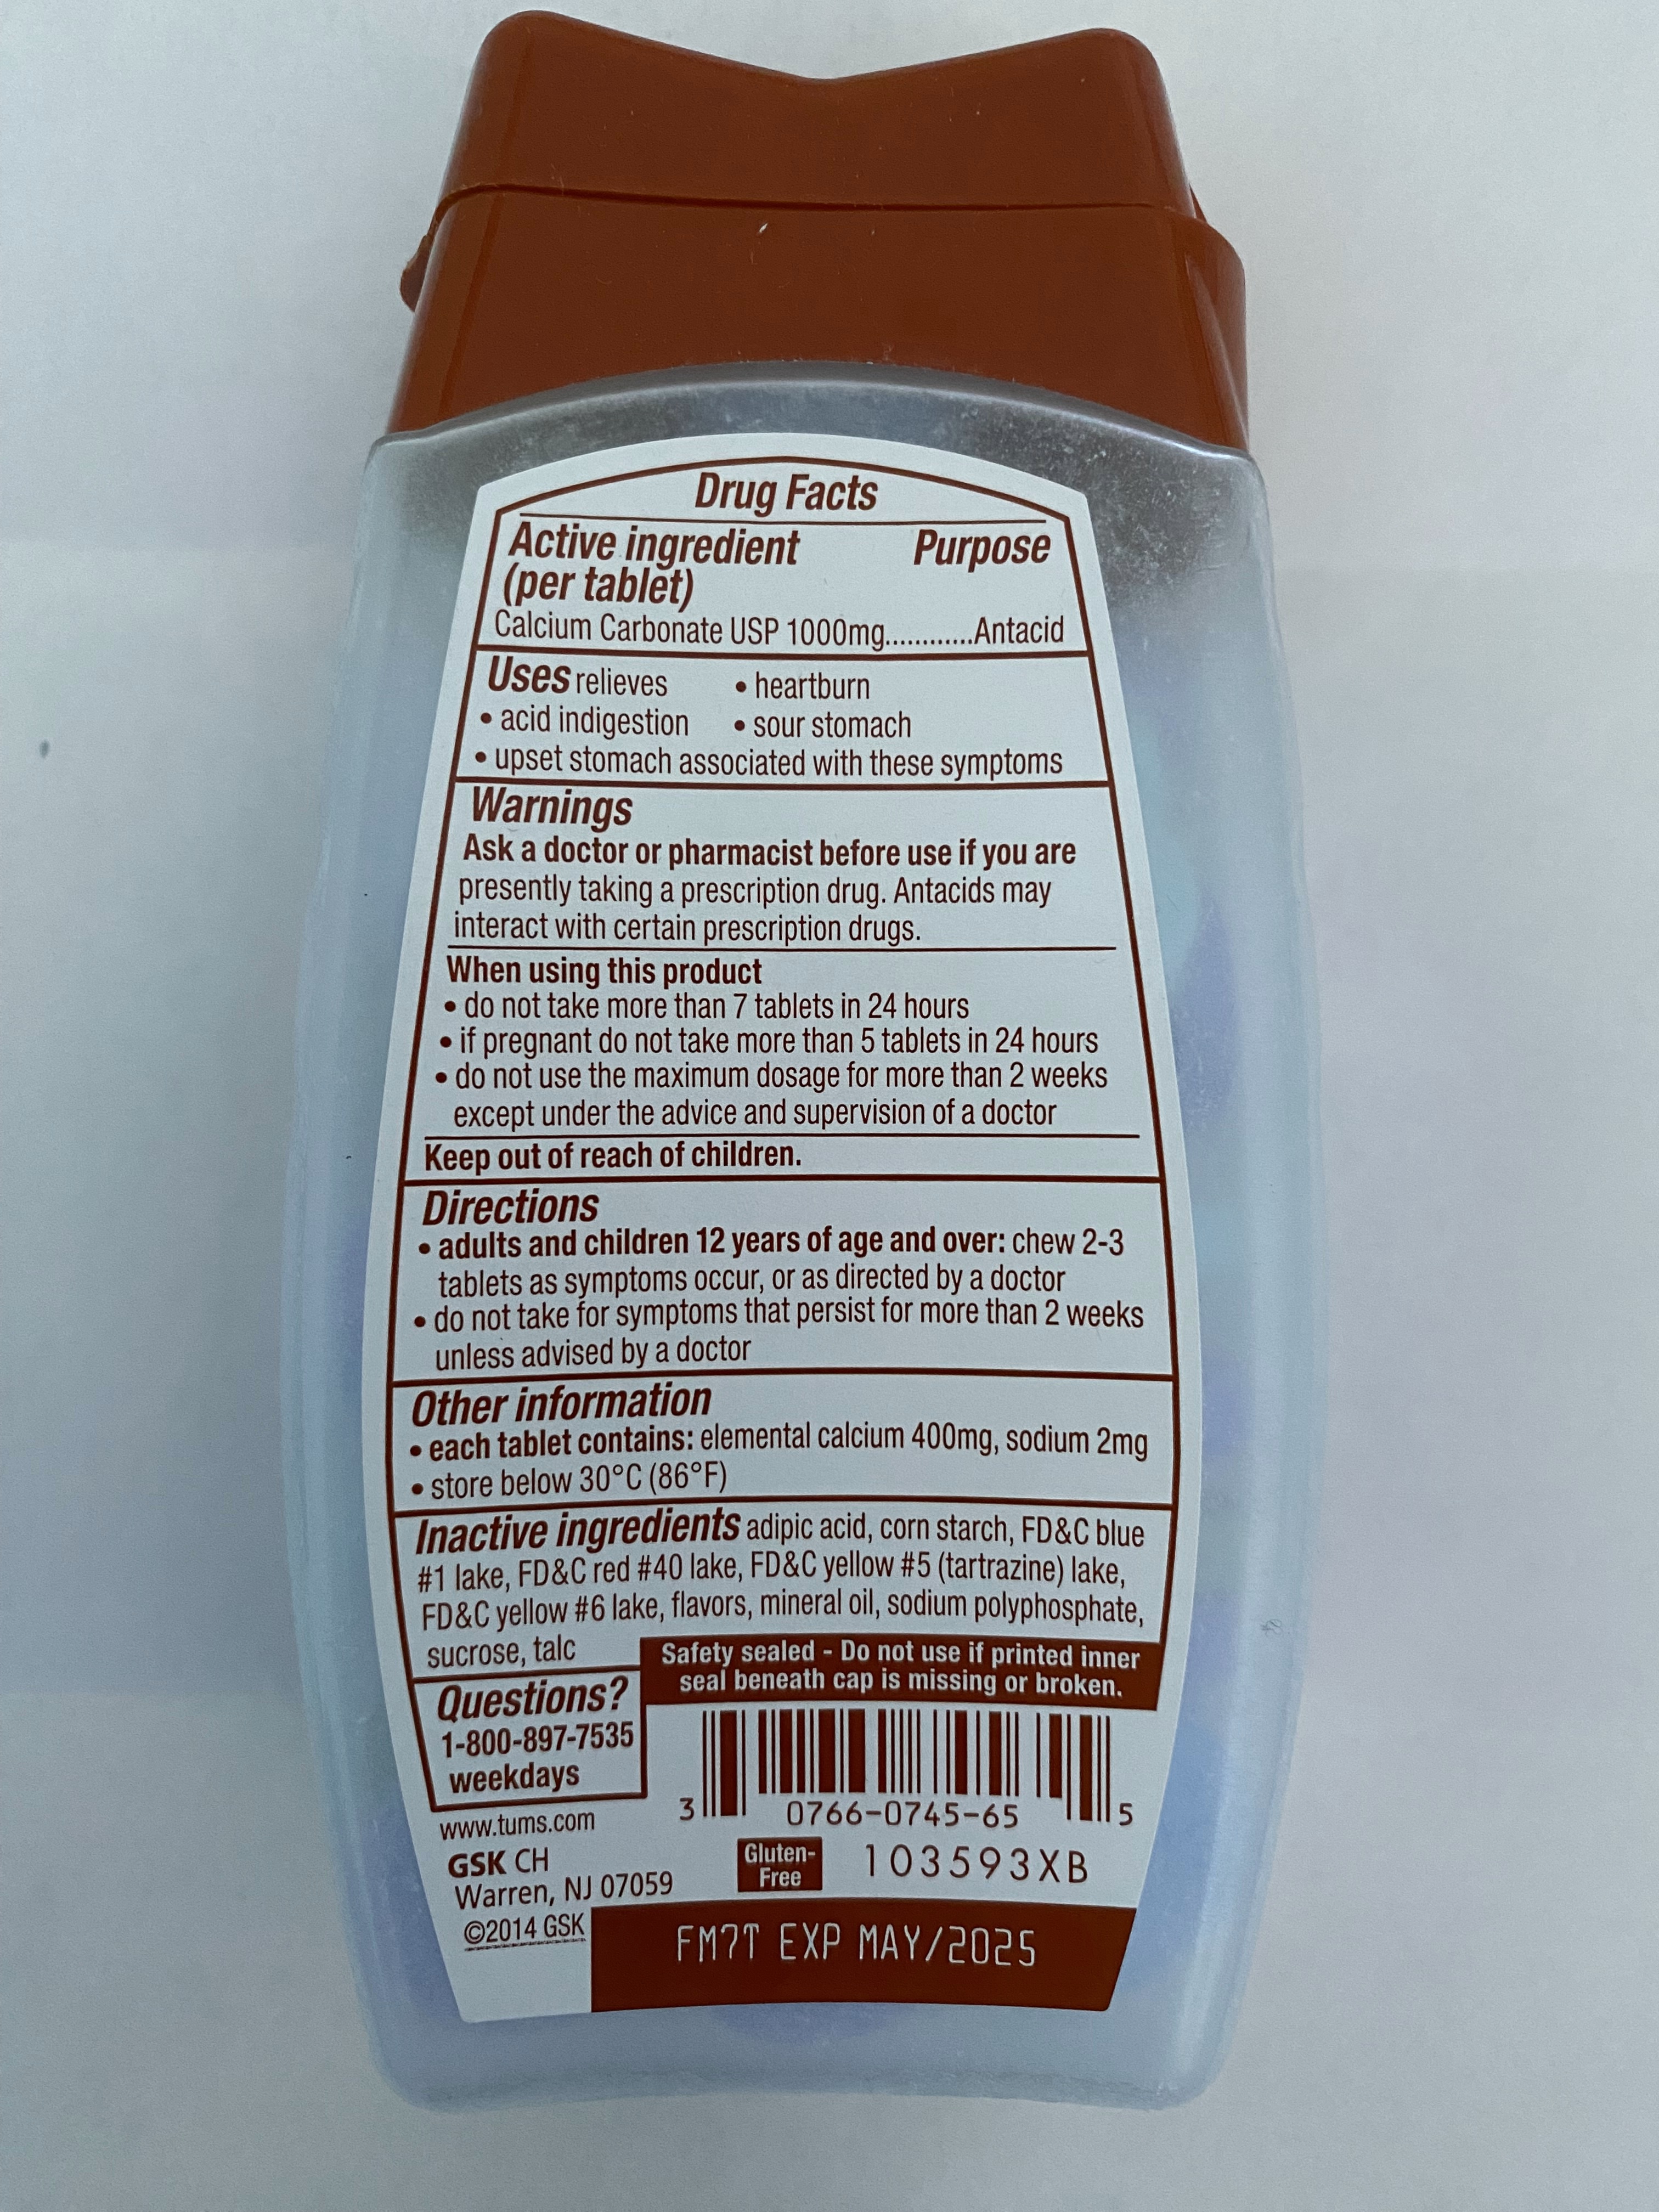 Drug Facts
Active ingredient Purpose
(per tablet)
Calcium Carbonate USP 1000mg............Antacid
Uses relieves • heartburn
• acid indigestion • sour stomach
• upset stomach associated with these symptoms
Warnings
Ask a doctor or pharmacist before use if you are
presently taking a prescription drug. Antacids may
interact with certain prescription drugs.
When using this product
• do not take more than 7 tablets in 24 hours
• if pregnant do not take more than 5 tablets in 24 hours
• do not use the maximum dosage for more than 2 weeks
except under the advice and supervision of a doctor
Keep out of reach of children.
Directions
• adults and children 12 years of age and over: chew 2-3
tablets as symptoms occur, or as directed by a doctor
• do not take for symptoms that persist for more than 2 weeks
unless advised by a doctor
Other information
• each tablet contains: elemental calcium 400mg, sodium 2mg
• store below 30°C (86°F)
Inactive ingredients adipic acid, corn starch, FD&C blue
#1 lake, FD&C red #40 lake, FD&C yellow #5 (tartrazine) lake,
FD&C yellow #6 lake, flavors, mineral oil, sodium polyphosphate,
sucrose, talc
Safety sealed - Do not use if printed inner
seal beneath cap is missing or broken.
Questions?
1-800-897-7535
weekdays
3 0766-0745-65 5
www.tums.com
GSK CH
Warren, NJ 07059
©2014 GSK
Gluten-
Free
103593XB
FM7T EXP MAY/2025